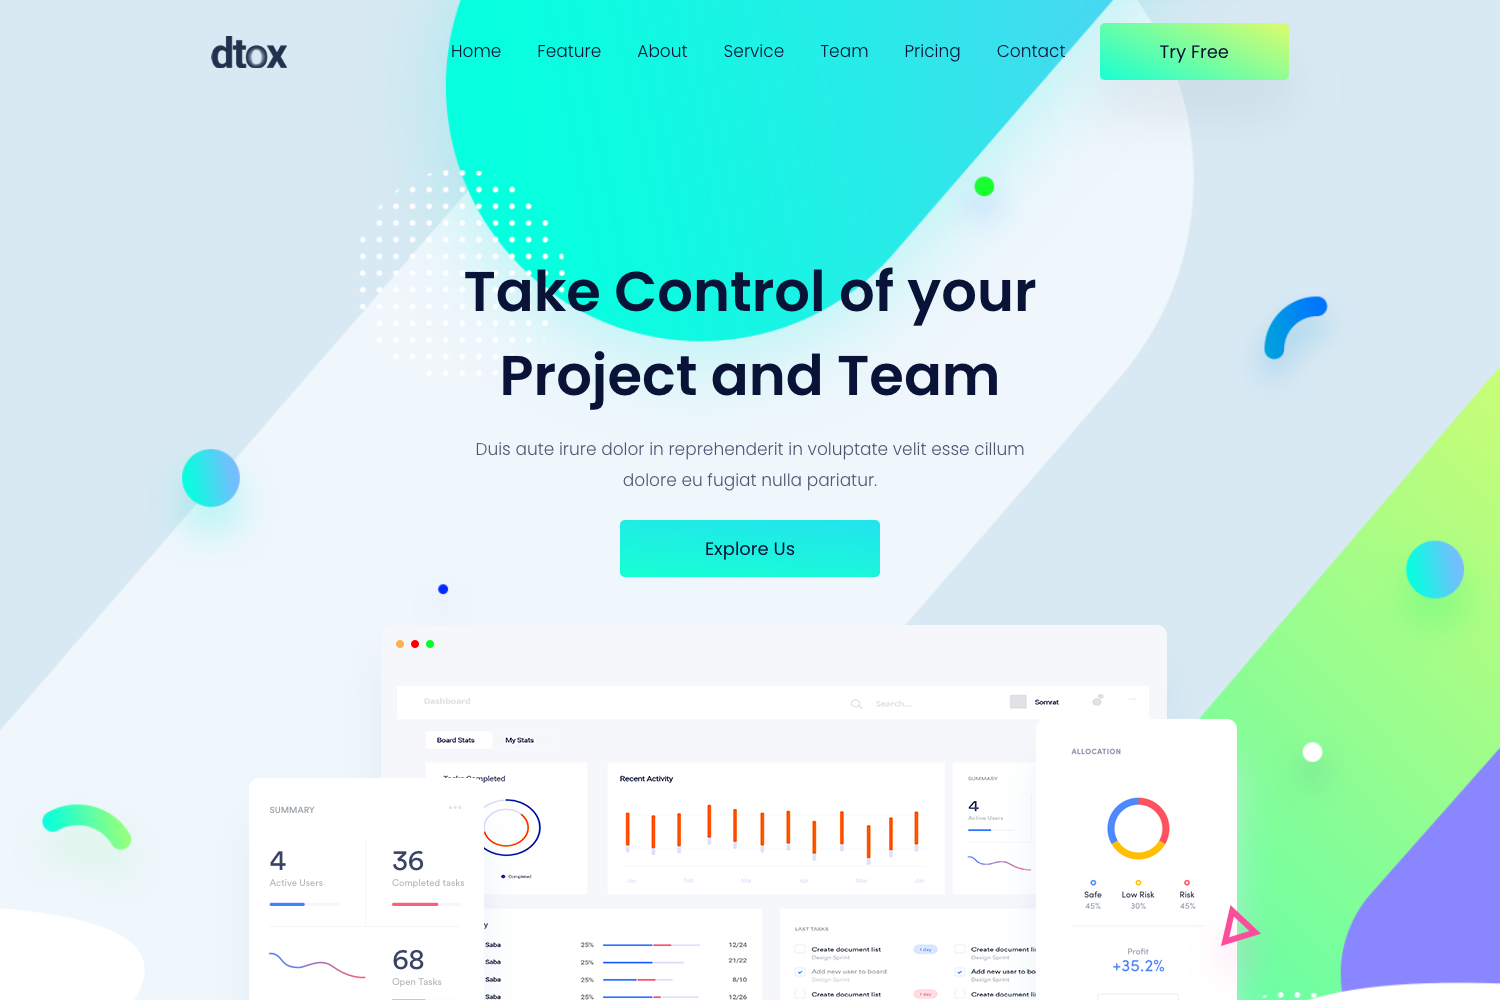 dtox
Home Feature About Service Team Pricing Contact Try Free
Take Control of your
Project and Team
Duis aute irure dolor in reprehenderit in voluptate velit esse cillum
dolore eu fugiat nulla pariatur.
Explore Us
Dashboard Search... Somrat
Board Stats My Stats
Recent Activity
Jan Feb Mar Apr May Jun
Completed
SUMMARY
4
Active Users
36
Completed tasks
68
Open Tasks
SUMMARY
4
Active Users
ALLOCATION
Safe Low Risk Risk
45% 30% 45%
Profit
+35.2%
Saba 25% 12/24
Saba 25% 21/22
Saba 25% 8/10
Saba 25% 12/26
LAST TASKS
Create document list 1 day
Design Sprint
Add new user to board
Design Sprint
Create document list 1 day
Design Sprint
Create document
Design Sprint
Add new user to
Design Sprint
Create document
Design Sprint